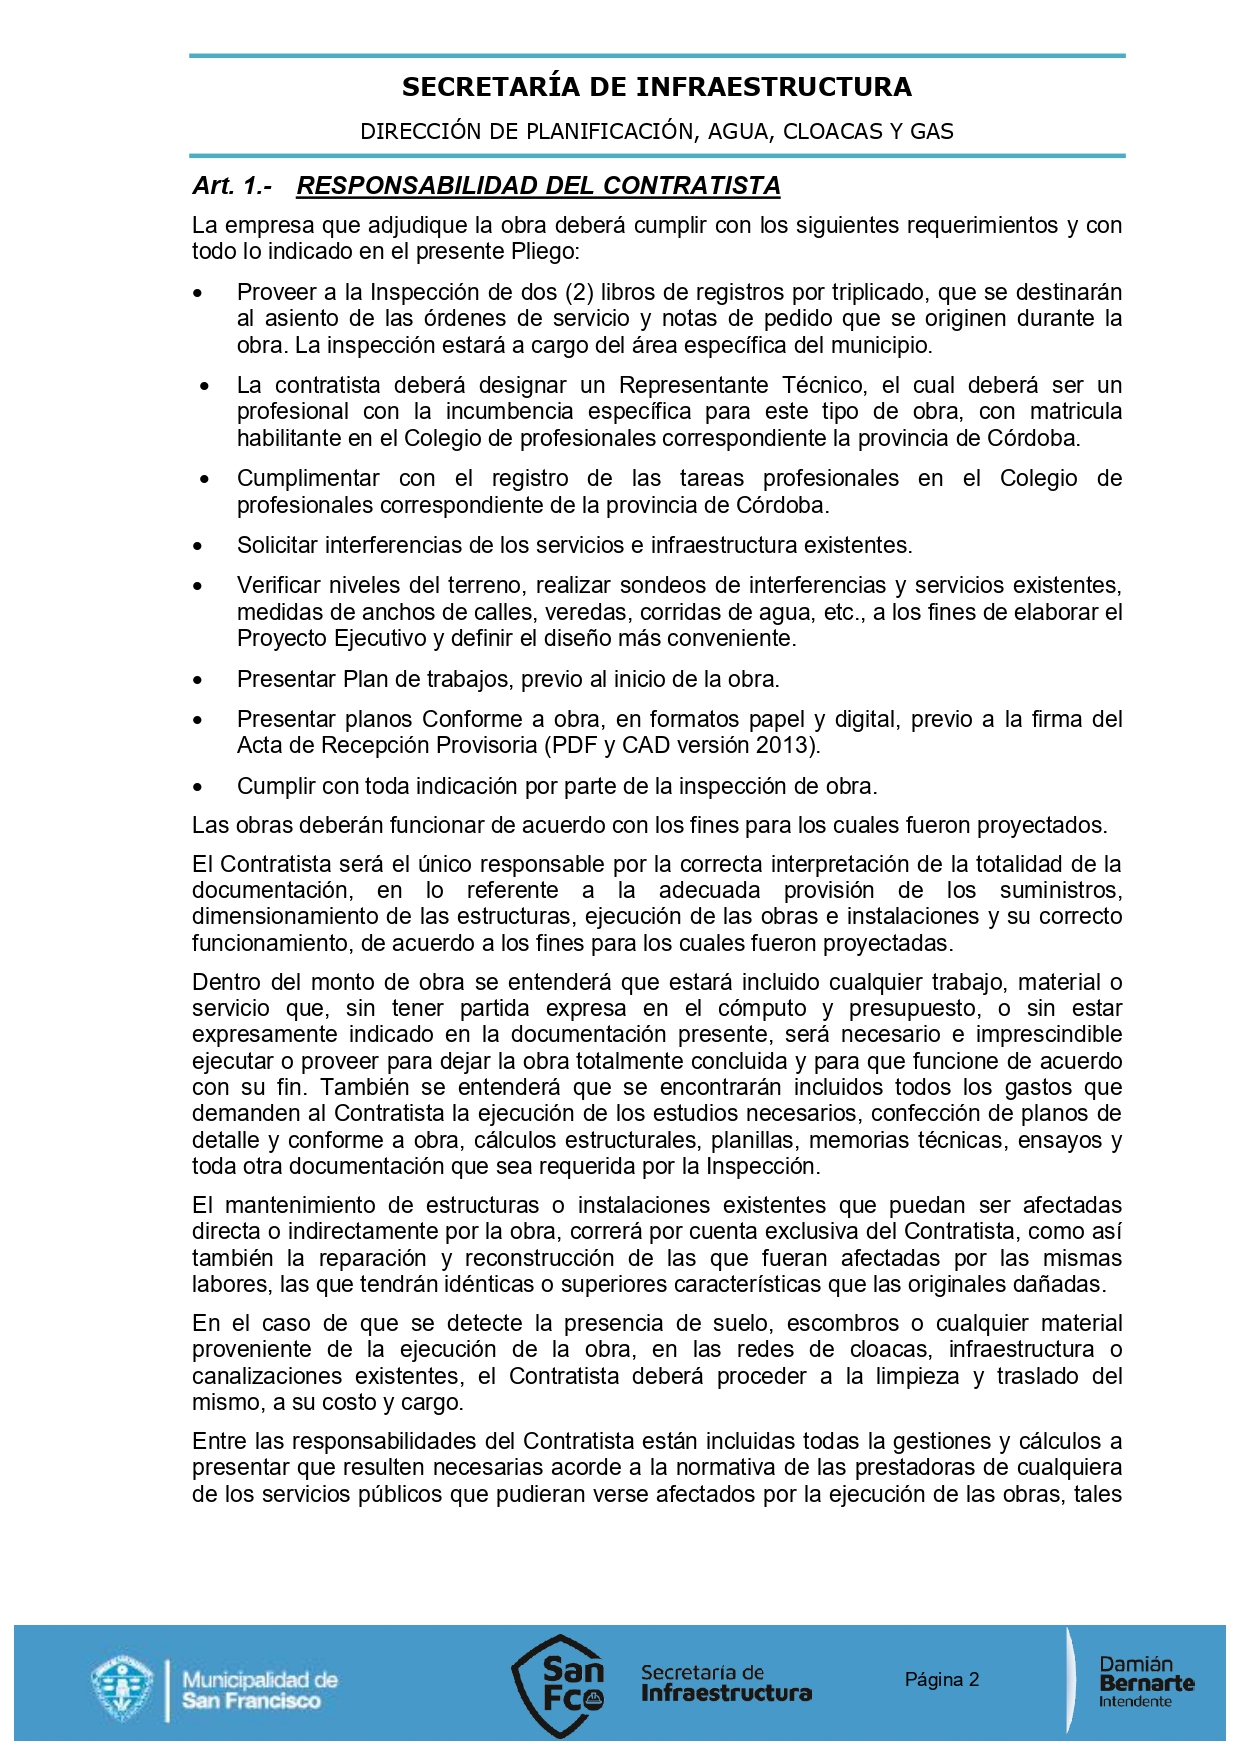 SECRETARÍA DE INFRAESTRUCTURA
DIRECCIÓN DE PLANIFICACIÓN, AGUA, CLOACAS Y GAS
Art. 1.- RESPONSABILIDAD DEL CONTRATISTA
La empresa que adjudique la obra deberá cumplir con los siguientes requerimientos y con
todo lo indicado en el presente Pliego:
• Proveer a la Inspección de dos (2) libros de registros por triplicado, que se destinarán
al asiento de las órdenes de servicio y notas de pedido que se originen durante la
obra. La inspección estará a cargo del área específica del municipio.
• La contratista deberá designar un Representante Técnico, el cual deberá ser un
profesional con la incumbencia específica para este tipo de obra, con matricula
habilitante en el Colegio de profesionales correspondiente la provincia de Córdoba.
• Cumplimentar con el registro de las tareas profesionales en el Colegio de
profesionales correspondiente de la provincia de Córdoba.
• Solicitar interferencias de los servicios e infraestructura existentes.
• Verificar niveles del terreno, realizar sondeos de interferencias y servicios existentes,
medidas de anchos de calles, veredas, corridas de agua, etc., a los fines de elaborar el
Proyecto Ejecutivo y definir el diseño más conveniente.
• Presentar Plan de trabajos, previo al inicio de la obra.
• Presentar planos Conforme a obra, en formatos papel y digital, previo a la firma del
Acta de Recepción Provisoria (PDF y CAD versión 2013).
• Cumplir con toda indicación por parte de la inspección de obra.
Las obras deberán funcionar de acuerdo con los fines para los cuales fueron proyectados.
El Contratista será el único responsable por la correcta interpretación de la totalidad de la
documentación, en lo referente a la adecuada provisión de los suministros,
dimensionamiento de las estructuras, ejecución de las obras e instalaciones y su correcto
funcionamiento, de acuerdo a los fines para los cuales fueron proyectadas.
Dentro del monto de obra se entenderá que estará incluido cualquier trabajo, material o
servicio que, sin tener partida expresa en el cómputo y presupuesto, o sin estar
expresamente indicado en la documentación presente, será necesario e imprescindible
ejecutar o proveer para dejar la obra totalmente concluida y para que funcione de acuerdo
con su fin. También se entenderá que se encontrarán incluidos todos los gastos que
demanden al Contratista la ejecución de los estudios necesarios, confección de planos de
detalle y conforme a obra, cálculos estructurales, planillas, memorias técnicas, ensayos y
toda otra documentación que sea requerida por la Inspección.
El mantenimiento de estructuras o instalaciones existentes que puedan ser afectadas
directa o indirectamente por la obra, correrá por cuenta exclusiva del Contratista, como así
también la reparación y reconstrucción de las que fueran afectadas por las mismas
labores, las que tendrán idénticas o superiores características que las originales dañadas.
En el caso de que se detecte la presencia de suelo, escombros o cualquier material
proveniente de la ejecución de la obra, en las redes de cloacas, infraestructura o
canalizaciones existentes, el Contratista deberá proceder a la limpieza y traslado del
mismo, a su costo y cargo.
Entre las responsabilidades del Contratista están incluidas todas la gestiones y cálculos a
presentar que resulten necesarias acorde a la normativa de las prestadoras de cualquiera
de los servicios públicos que pudieran verse afectados por la ejecución de las obras, tales
Municipalidad de
San Francisco
San
Fco
Secretaría de
Infraestructura
Página 2
Damián
Bernarte
Intendente